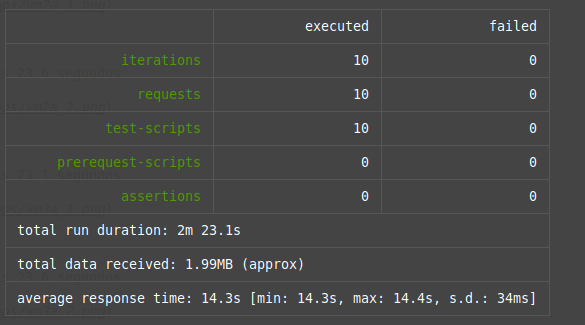 executed failed
iterations 10 0
requests 10 0
test-scripts 10 0
prerequest-scripts 0 0
assertions 0 0
total run duration: 2m 23.1s
total data received: 1.99MB (approx)
average response time: 14.3s [min: 14.3s, max: 14.4s, s.d.: 34ms]